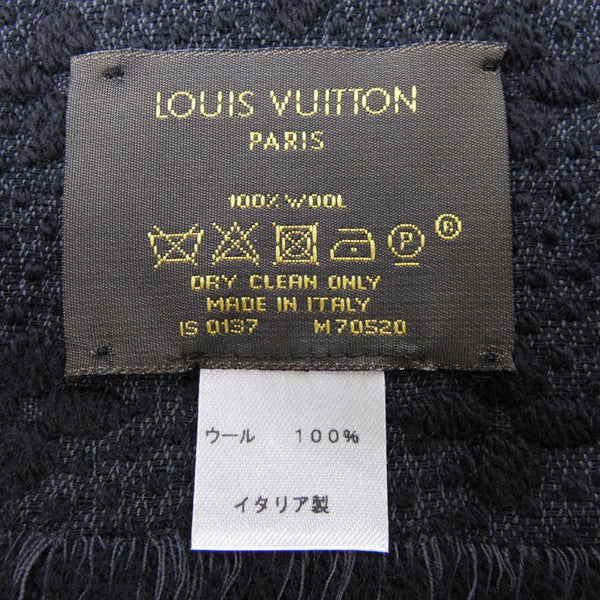 LOUIS VUITTON
PARIS
100% WOOL
P ®
DRY CLEAN ONLY
MADE IN ITALY
IS 0137 M70520
ウール 100%
イタリア製